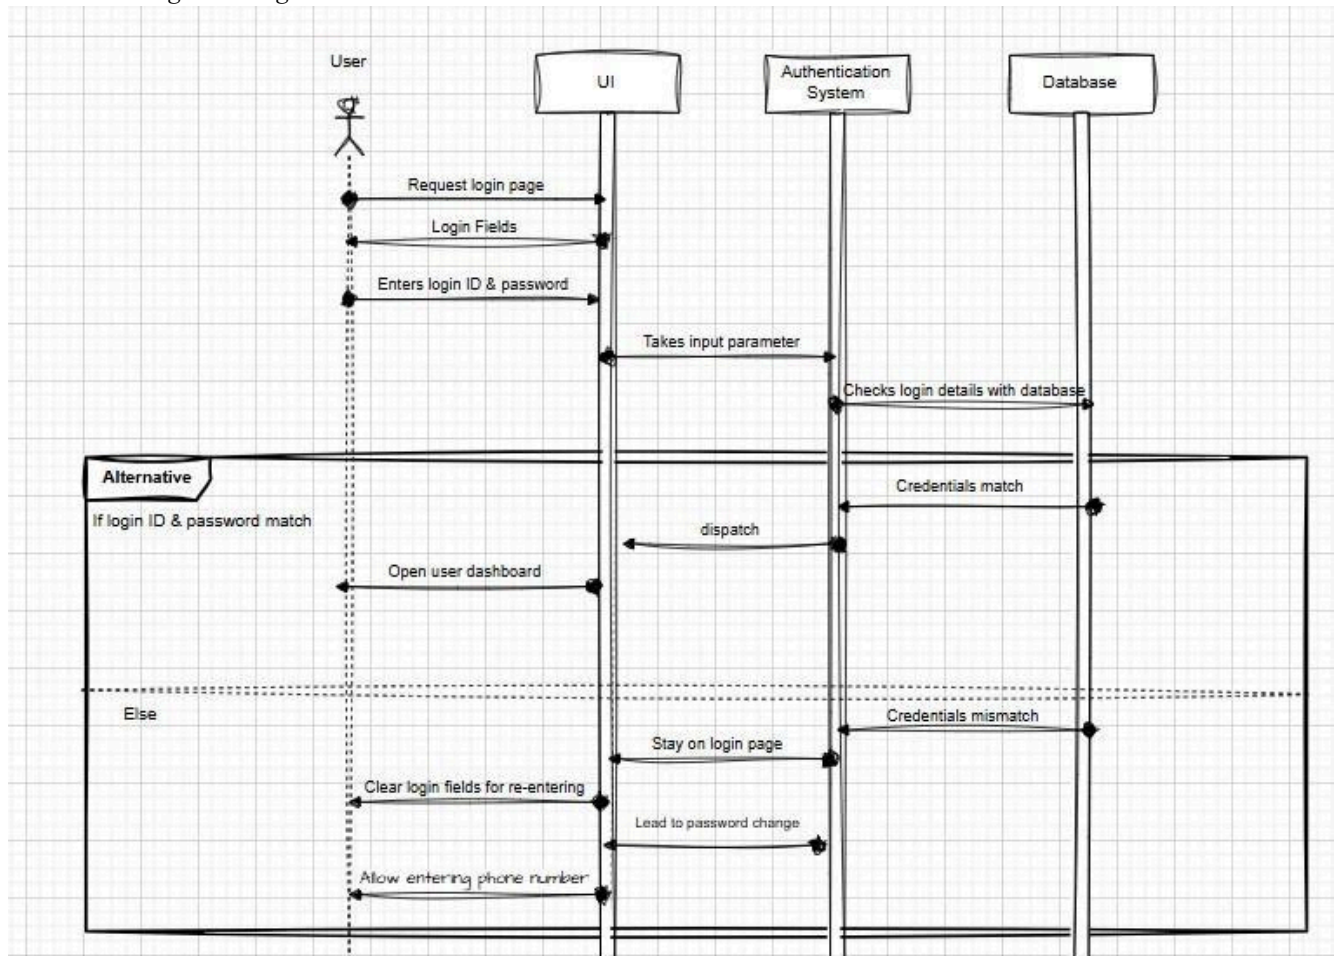 User
UI
Authentication
System
Database
Request login page
Login Fields
Enters login ID & password
Takes input parameter
Checks login details with database
Alternative
Credentials match
If login ID & password match
dispatch
Open user dashboard
Else
Credentials mismatch
Stay on login page
Clear login fields for re-entering
Lead to password change
Allow entering phone number